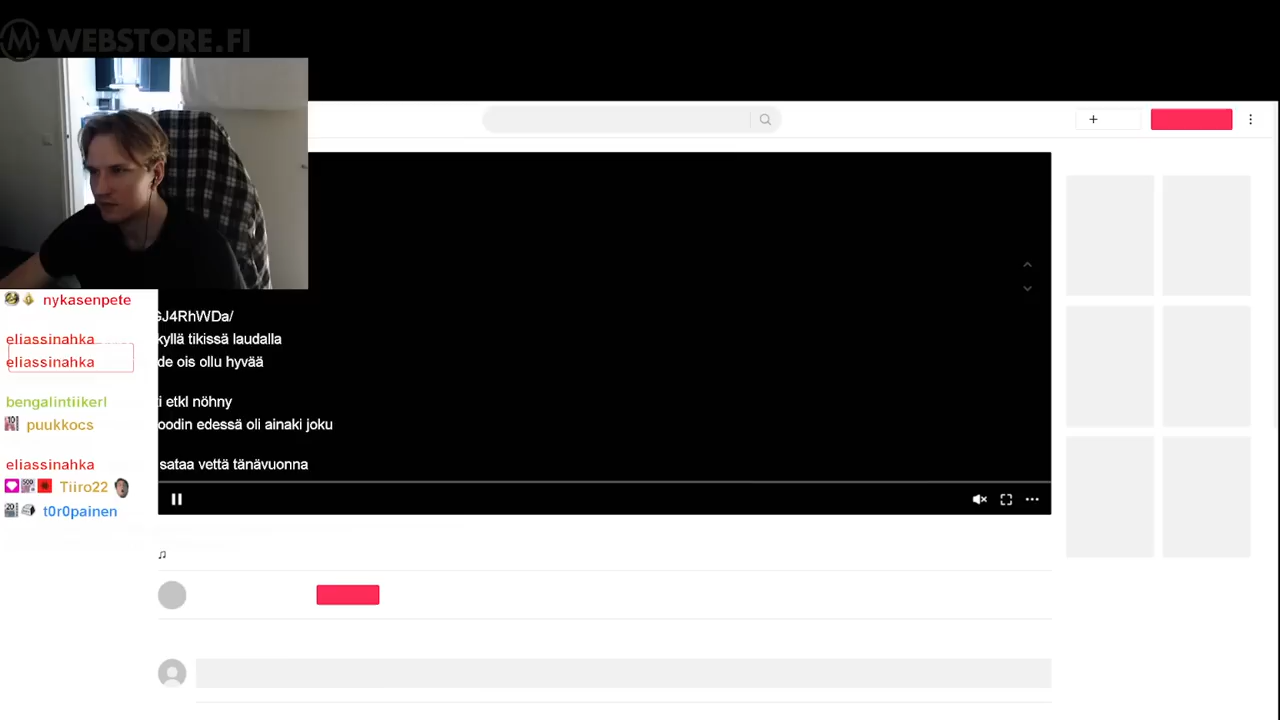 M WEBSTORE.FI
nykasenpete
GJ4RhWDa/
eliassinahka kyllä tikissä laudalla
eliassinahka de ois ollu hyvää
bengalintiikerl i etkl nöhny
puukkocs oodin edessä oli ainaki joku
eliassinahka sataa vettä tänävuonna
Tiiro22
t0r0painen